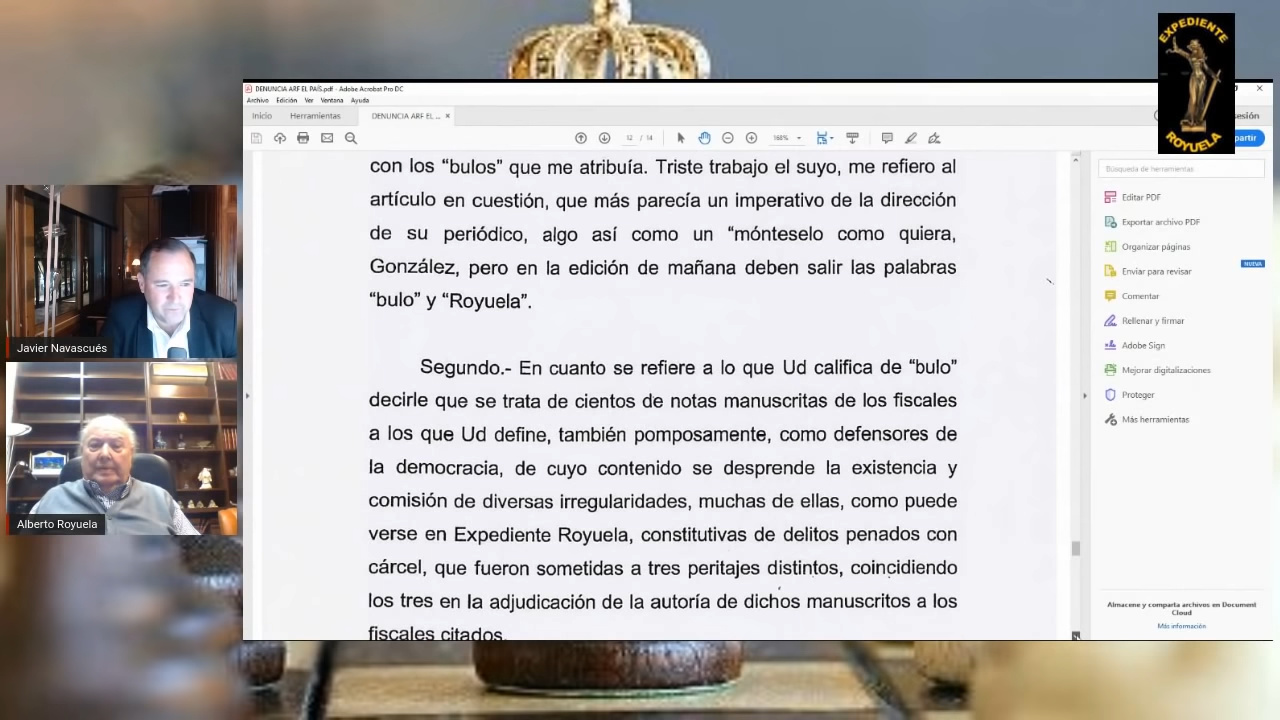 EXPEDIENTE
ROYUELA
DENUNCIA ARF EL PAÍS.pdf - Adobe Acrobat Pro DC
Archivo Edición Ver Ventana Ayuda
Inicio Herramientas DENUNCIA ARF EL ... × esión
12 / 14 168% partir
con los “bulos” que me atribuía. Triste trabajo el suyo, me refiero al
artículo en cuestión, que más parecía un imperativo de la dirección
de su periódico, algo así como un “mónteselo como quiera,
González, pero en la edición de mañana deben salir las palabras
“bulo” y “Royuela”.
Segundo.- En cuanto se refiere a lo que Ud califica de “bulo”
decirle que se trata de cientos de notas manuscritas de los fiscales
a los que Ud define, también pomposamente, como defensores de
la democracia, de cuyo contenido se desprende la existencia y
comisión de diversas irregularidades, muchas de ellas, como puede
verse en Expediente Royuela, constitutivas de delitos penados con
cárcel, que fueron sometidas a tres peritajes distintos, coincidiendo
los tres en la adjudicación de la autoría de dichos manuscritos a los
fiscales citados.
Búsqueda de herramientas
Editar PDF
Exportar archivo PDF
Organizar páginas
NUEVA
Enviar para revisar
Comentar
Rellenar y firmar
Adobe Sign
Mejorar digitalizaciones
Proteger
Más herramientas
Almacene y comparta archivos en Document
Cloud
Más información
Javier Navascués
Alberto Royuela